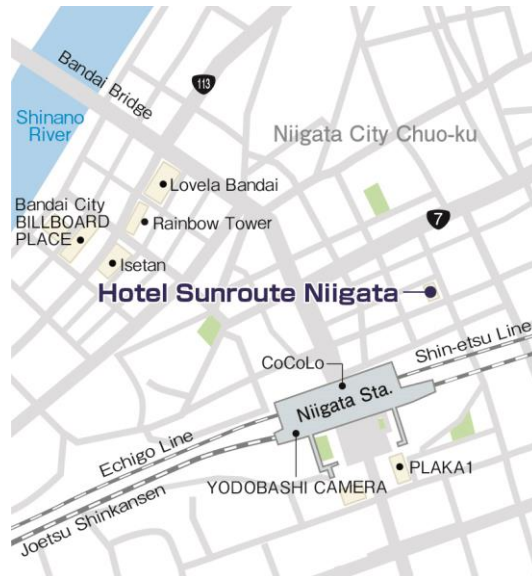 Bandai Bridge
113
Shinano
River
Niigata City Chuo-ku
Lovela Bandai
Bandai City
BILLBOARD
PLACE
Rainbow Tower
7
Isetan
Hotel Sunroute Niigata
Shin-etsu Line
CoCoLo
Niigata Sta.
Echigo Line
PLAKA1
YODOBASHI CAMERA
Joetsu Shinkansen